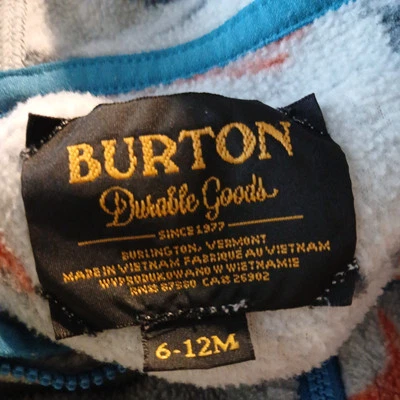 BURTON
Durable Goods
SINCE 1977
BURLINGTON, VERMONT
MADE IN VIETNAM FABRIQUÉ AU VIETNAM
WYPRODUKOWANO W WIETNAMIE
RN# 87560 CA# 26902
6-12M